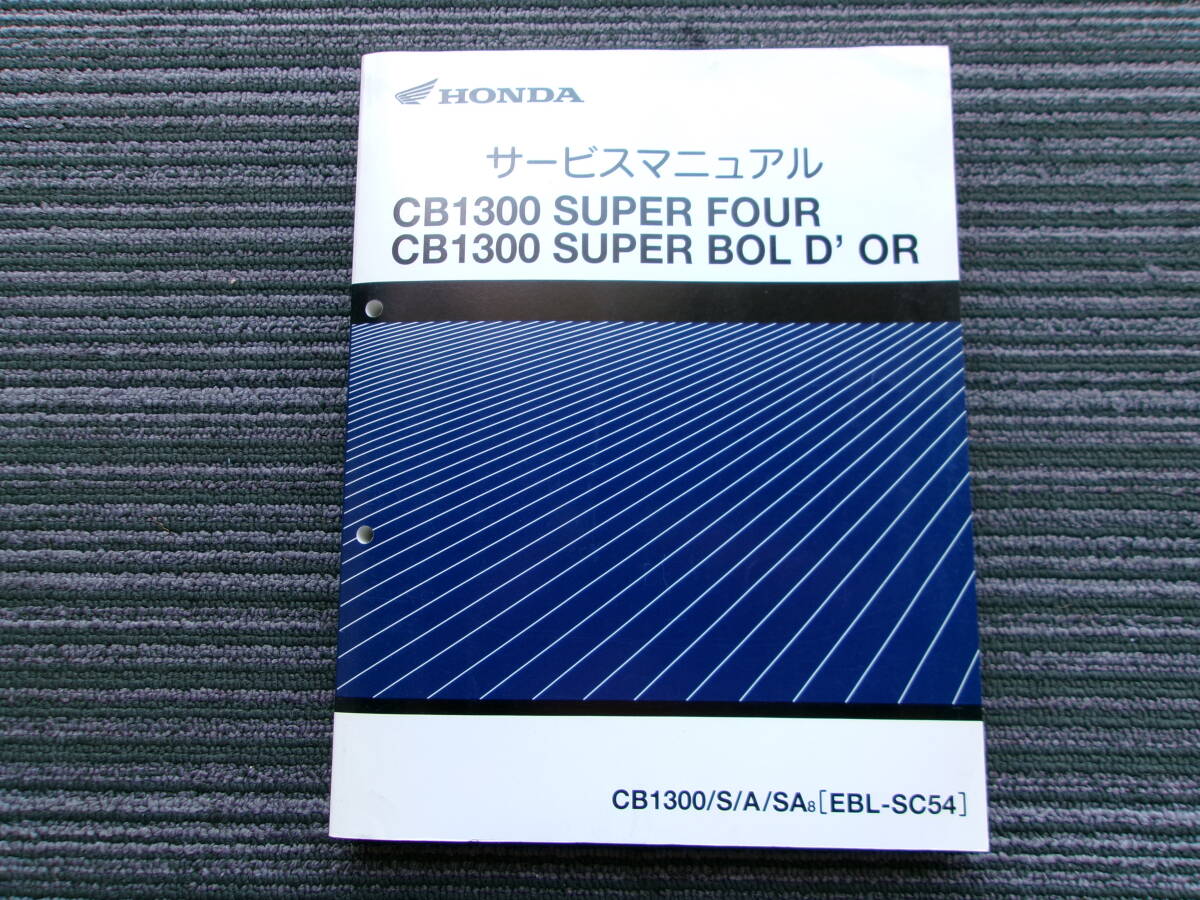 HONDA
サービスマニュアル
CB1300 SUPER FOUR
CB1300 SUPER BOL D' OR
CB1300/S/A/SA8[EBL-SC54]